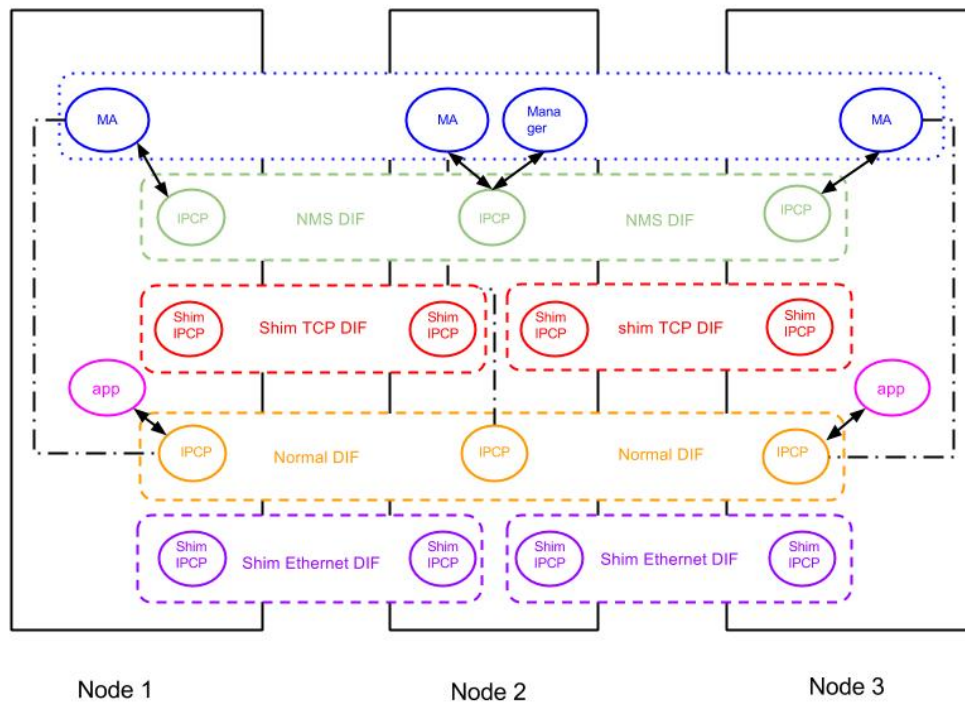 MA
MA
Mana
ger
MA
IPCP
NMS DIF
IPCP
NMS DIF
IPCP
Shim
IPCP
Shim TCP DIF
Shim
IPCP
Shim
IPCP
shim TCP DIF
Shim
IPCP
app
app
IPCP
Normal DIF
IPCP
Normal DIF
IPCP
Shim
IPCP
Shim Ethernet DIF
Shim
IPCP
Shim
IPCP
Shim Ethernet DIF
Shim
IPCP
Node 1
Node 2
Node 3